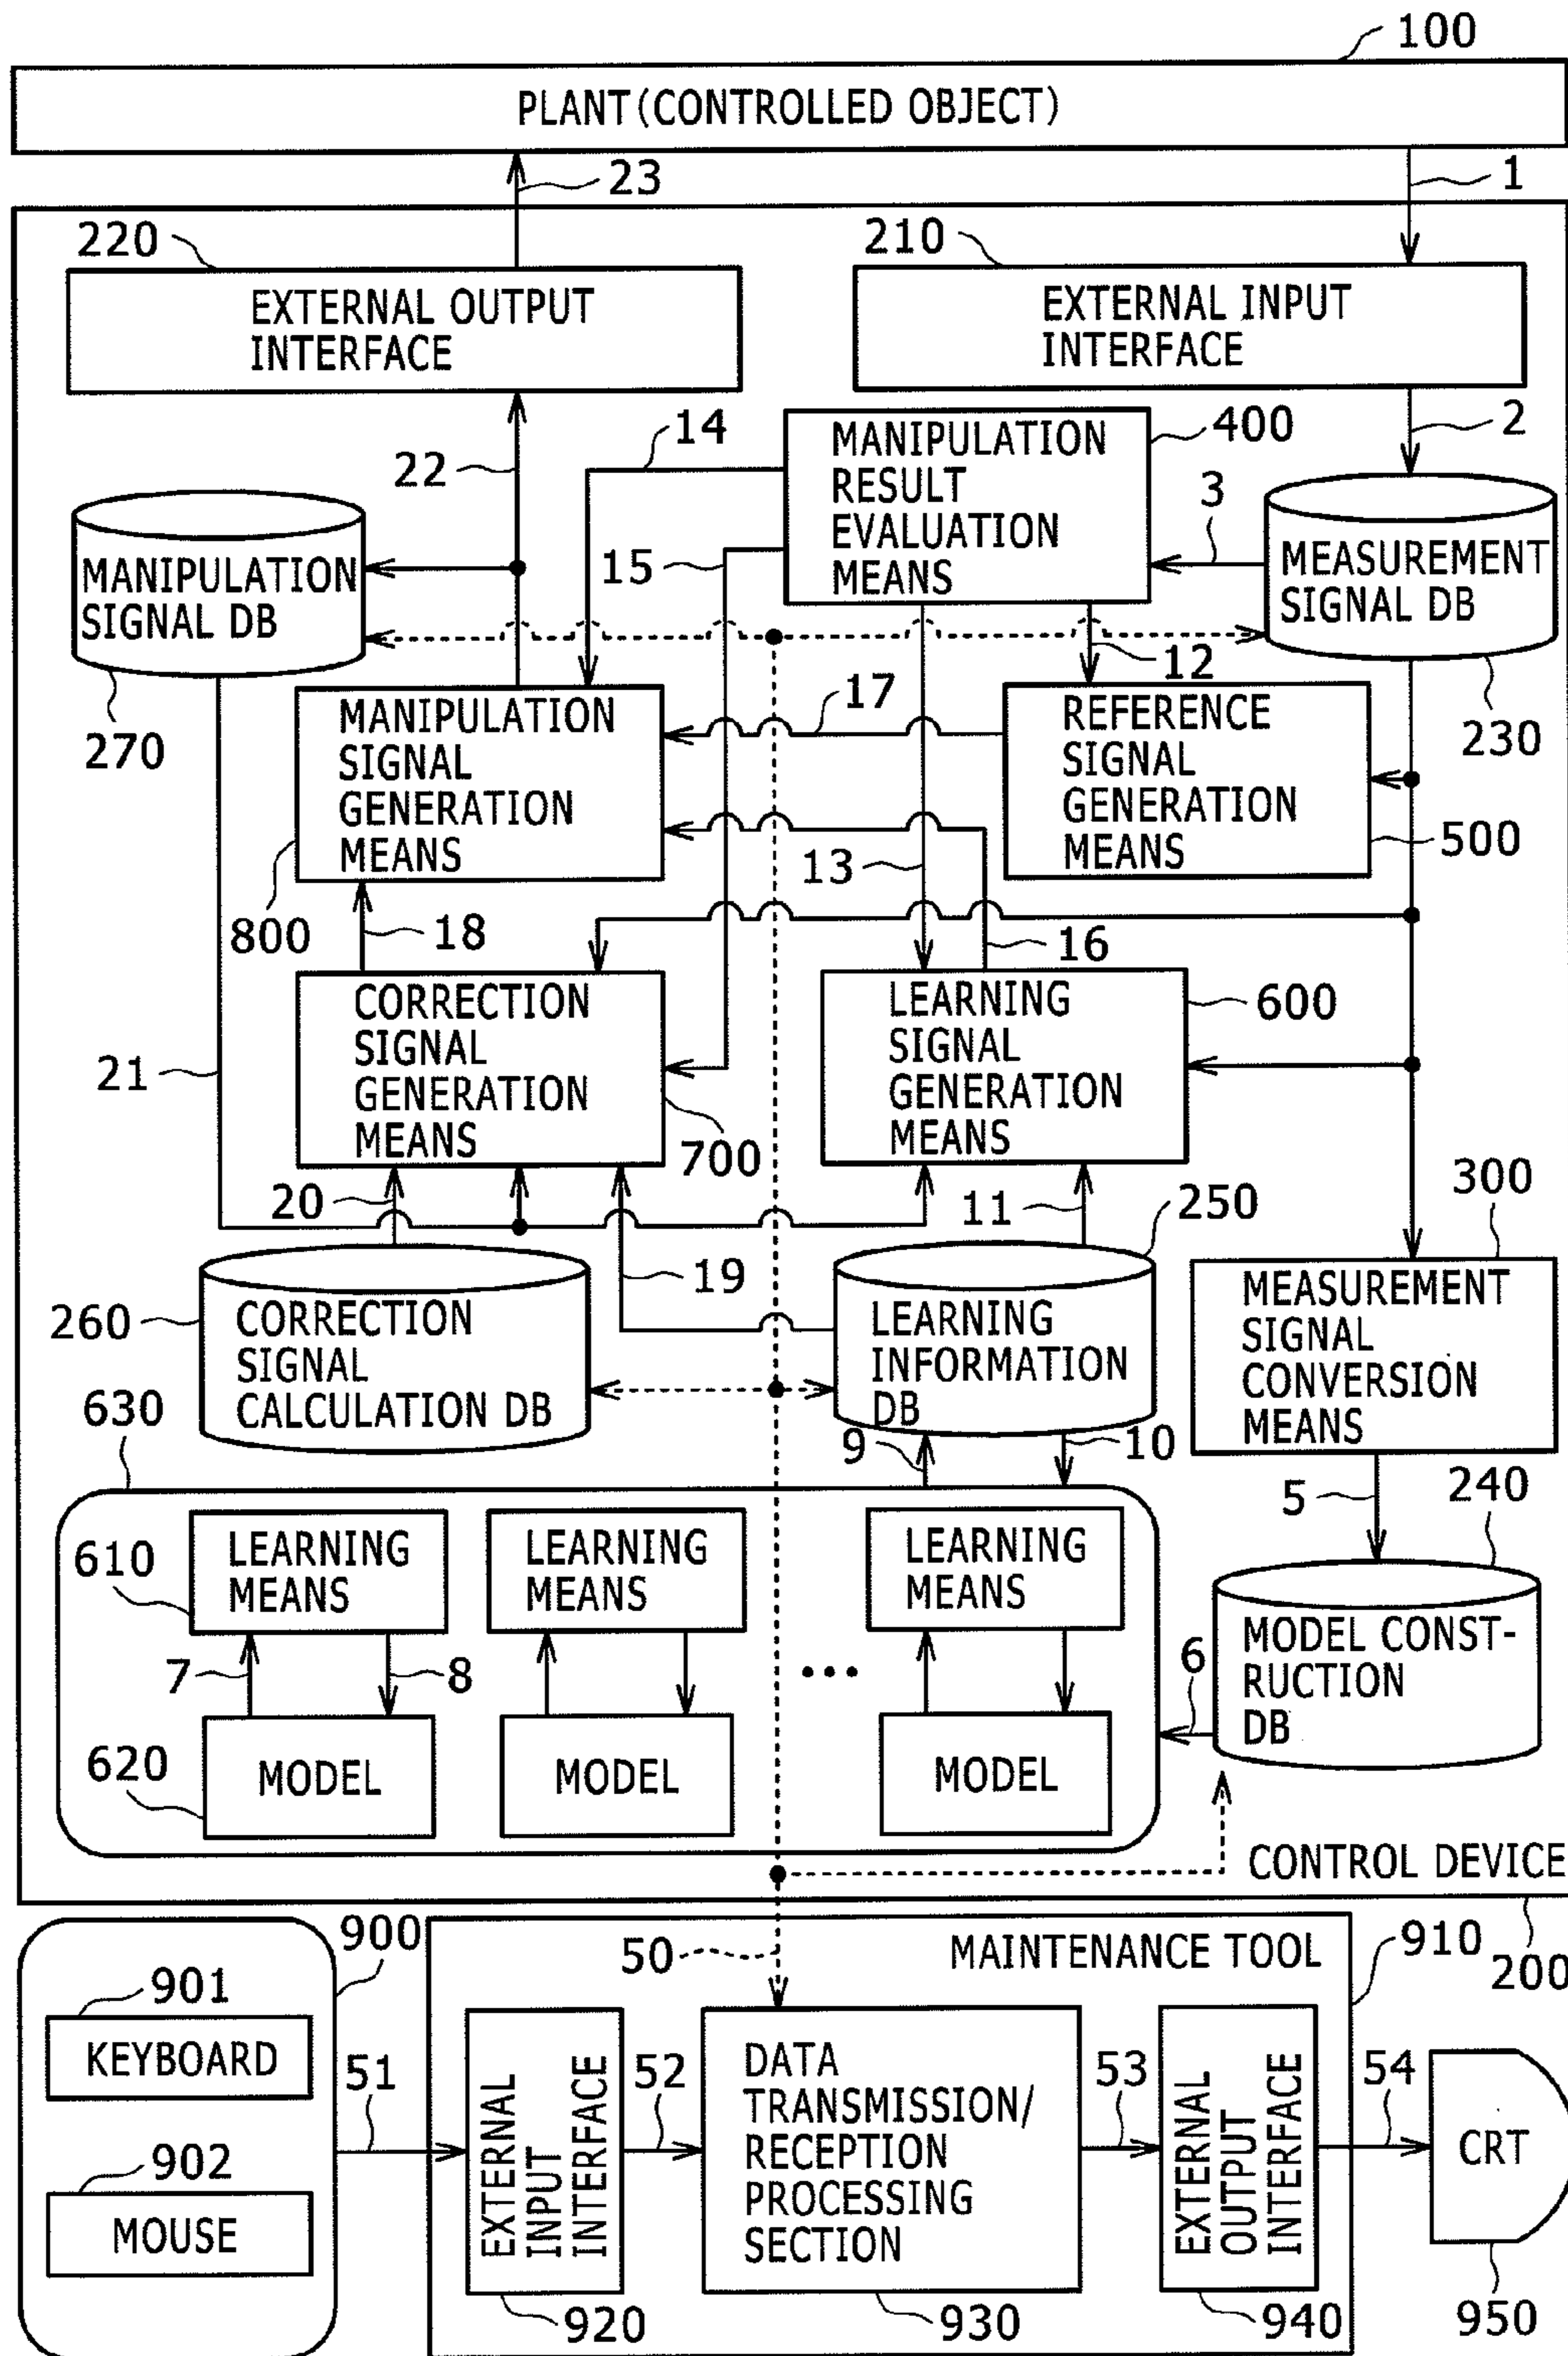 100
PLANT(CONTROLLED OBJECT)
23
1
220
210
EXTERNAL OUTPUT
INTERFACE
EXTERNAL INPUT
INTERFACE
14
22
MANIPULATION
RESULT
EVALUATION
MEANS
400
2
3
15
MANIPULATION
SIGNAL DB
MEASUREMENT
SIGNAL DB
12
270
230
17
MANIPULATION
SIGNAL
GENERATION
MEANS
REFERENCE
SIGNAL
GENERATION
MEANS
500
13
800
18
16
CORRECTION
SIGNAL
GENERATION
MEANS
LEARNING
SIGNAL
GENERATION
MEANS
600
21
700
20
11
250
300
19
260
CORRECTION
SIGNAL
CALCULATION DB
LEARNING
INFORMATION
DB
MEASUREMENT
SIGNAL
CONVERSION
MEANS
630
9
10
5
240
610
LEARNING
MEANS
LEARNING
MEANS
LEARNING
MEANS
7
8
...
6
MODEL CONST-
RUCTION
DB
620
MODEL
MODEL
MODEL
CONTROL DEVICE
200
900
50
MAINTENANCE TOOL
910
901
KEYBOARD
51
902
MOUSE
EXTERNAL
INPUT
INTERFACE
52
DATA
TRANSMISSION/
RECEPTION
PROCESSING
SECTION
53
EXTERNAL
OUTPUT
INTERFACE
54
CRT
920
930
940
950